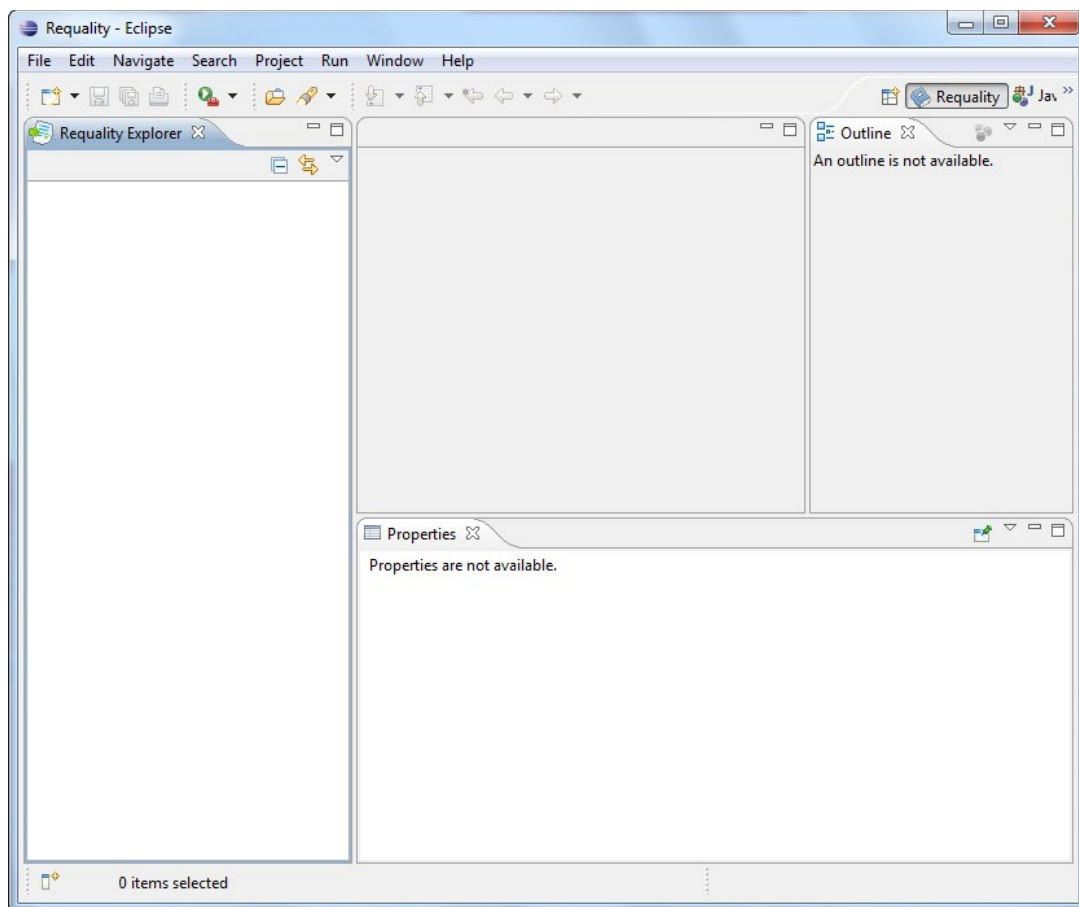 Requality - Eclipse
File Edit Navigate Search Project Run Window Help
Requality Jav
Requality Explorer
Outline
An outline is not available.
Properties
Properties are not available.
0 items selected